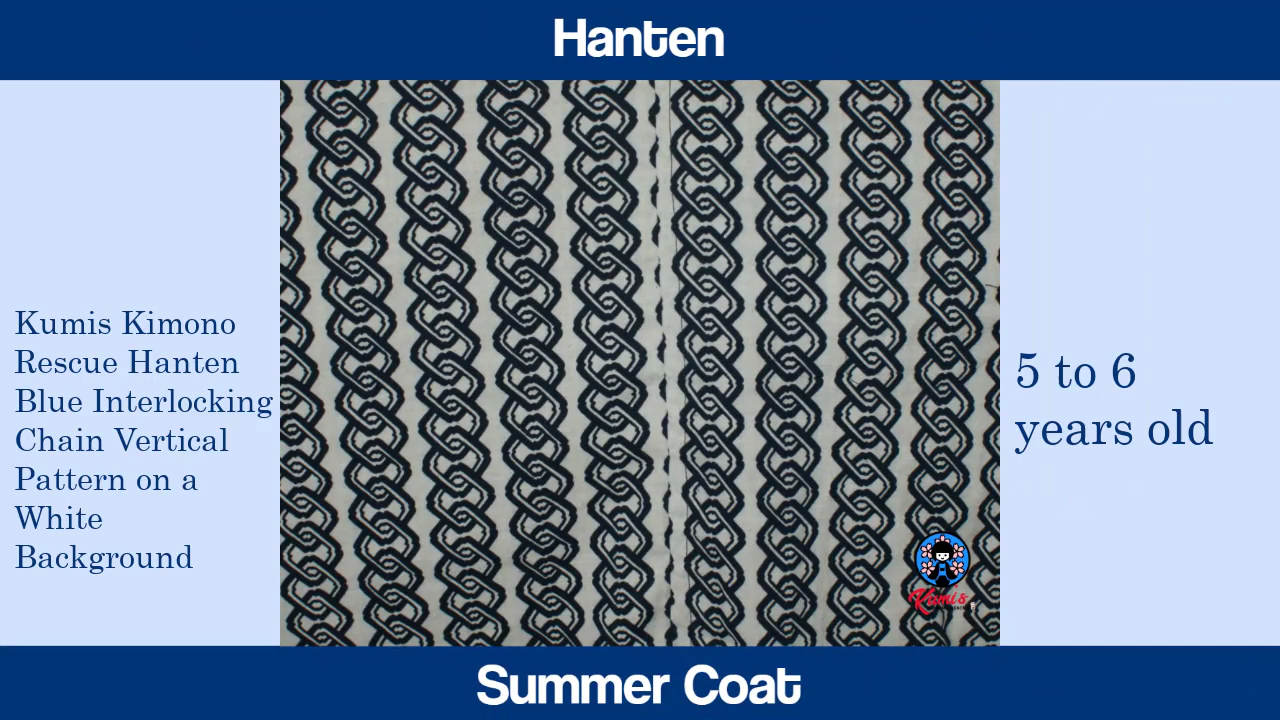 Hanten
Kumis Kimono
Rescue Hanten
Blue Interlocking
Chain Vertical
Pattern on a
White
Background
5 to 6
years old
Kumi's
Summer Coat